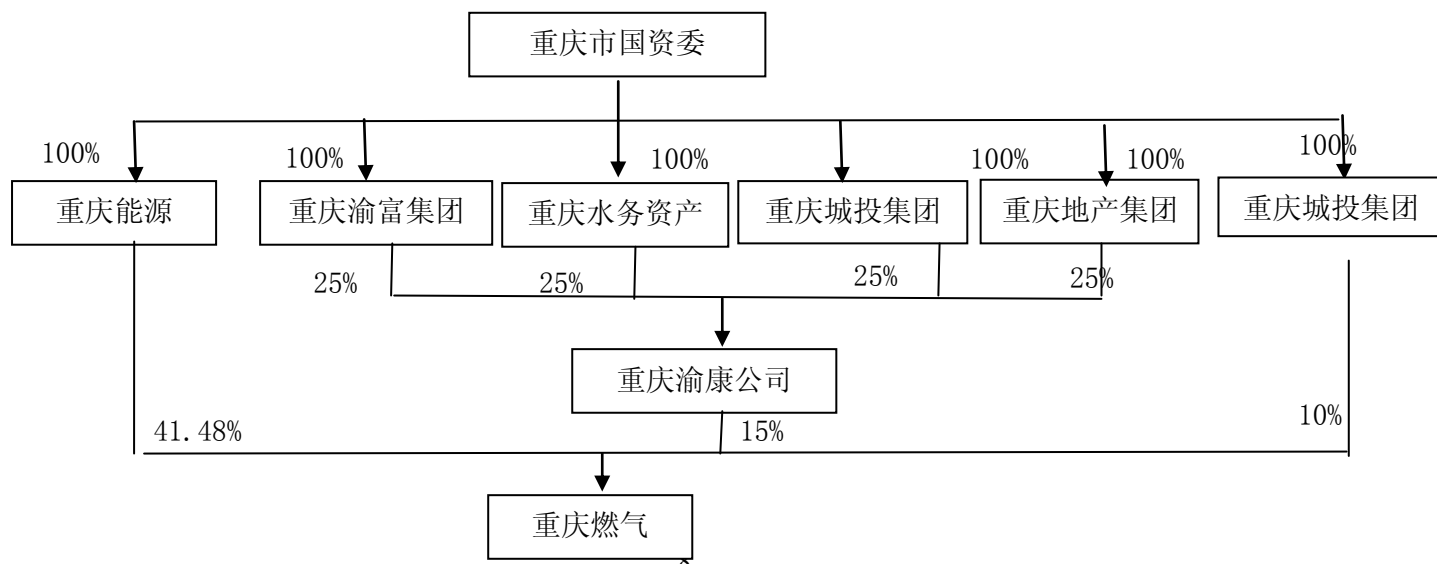 重庆市国资委
100%
100%
100%
100%
100%
100%
重庆能源
重庆渝富集团
重庆水务资产
重庆城投集团
重庆地产集团
重庆城投集团
25%
25%
25%
25%
重庆渝康公司
41.48%
15%
10%
重庆燃气